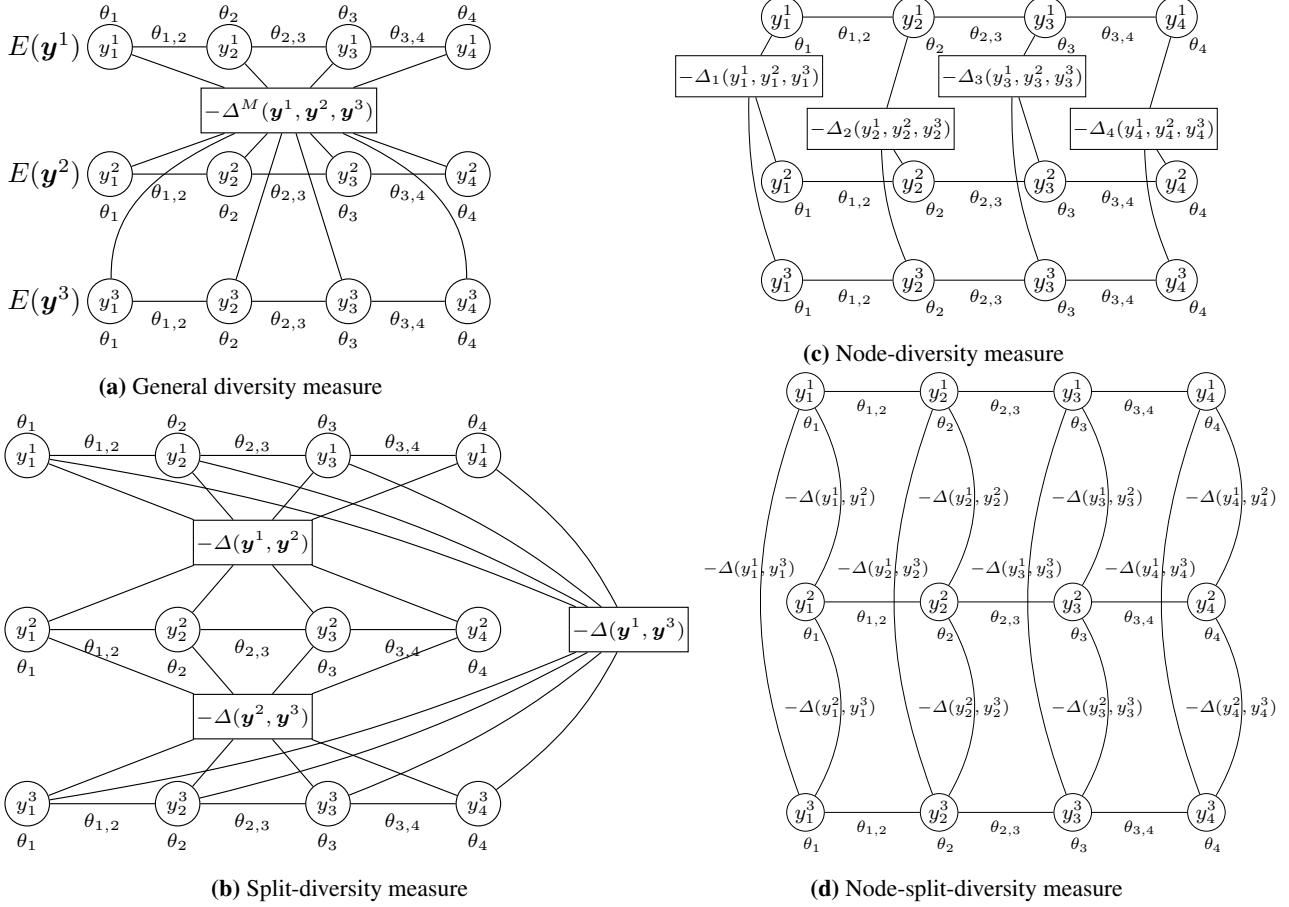 θ₁ θ₂ θ₃ θ₄
E(𝒚¹) y₁¹ θ₁,₂ y₂¹ θ₂,₃ y₃¹ θ₃,₄ y₄¹
−Δᴹ(𝒚¹, 𝒚², 𝒚³)
E(𝒚²) y₁² θ₁,₂ y₂² θ₂,₃ y₃² θ₃,₄ y₄²
θ₁ θ₂ θ₃ θ₄
E(𝒚³) y₁³ θ₁,₂ y₂³ θ₂,₃ y₃³ θ₃,₄ y₄³
θ₁ θ₂ θ₃ θ₄
(a) General diversity measure
θ₁ θ₂ θ₃ θ₄
y₁¹ θ₁,₂ y₂¹ θ₂,₃ y₃¹ θ₃,₄ y₄¹
−Δ(𝒚¹, 𝒚²)
y₁² θ₁,₂ y₂² θ₂,₃ y₃² θ₃,₄ y₄² −Δ(𝒚¹, 𝒚³)
θ₁ θ₂ θ₃ θ₄
−Δ(𝒚², 𝒚³)
y₁³ θ₁,₂ y₂³ θ₂,₃ y₃³ θ₃,₄ y₄³
θ₁ θ₂ θ₃ θ₄
(b) Split-diversity measure
y₁¹ θ₁,₂ y₂¹ θ₂,₃ y₃¹ θ₃,₄ y₄¹
θ₁ θ₂ θ₃ θ₄
−Δ₁(y₁¹, y₁², y₁³) −Δ₃(y₃¹, y₃², y₃³)
−Δ₂(y₂¹, y₂², y₂³) −Δ₄(y₄¹, y₄², y₄³)
y₁² θ₁,₂ y₂² θ₂,₃ y₃² θ₃,₄ y₄²
θ₁ θ₂ θ₃ θ₄
y₁³ θ₁,₂ y₂³ θ₂,₃ y₃³ θ₃,₄ y₄³
θ₁ θ₂ θ₃ θ₄
(c) Node-diversity measure
y₁¹ θ₁,₂ y₂¹ θ₂,₃ y₃¹ θ₃,₄ y₄¹
θ₁ θ₂ θ₃ θ₄
−Δ(y₁¹, y₁²) −Δ(y₂¹, y₂²) −Δ(y₃¹, y₃²) −Δ(y₄¹, y₄²)
−Δ(y₁¹, y₁³) −Δ(y₂¹, y₂³) −Δ(y₃¹, y₃³) −Δ(y₄¹, y₄³)
y₁² θ₁,₂ y₂² θ₂,₃ y₃² θ₃,₄ y₄²
θ₁ θ₂ θ₃ θ₄
−Δ(y₁², y₁³) −Δ(y₂², y₂³) −Δ(y₃², y₃³) −Δ(y₄², y₄³)
y₁³ θ₁,₂ y₂³ θ₂,₃ y₃³ θ₃,₄ y₄³
θ₁ θ₂ θ₃ θ₄
(d) Node-split-diversity measure